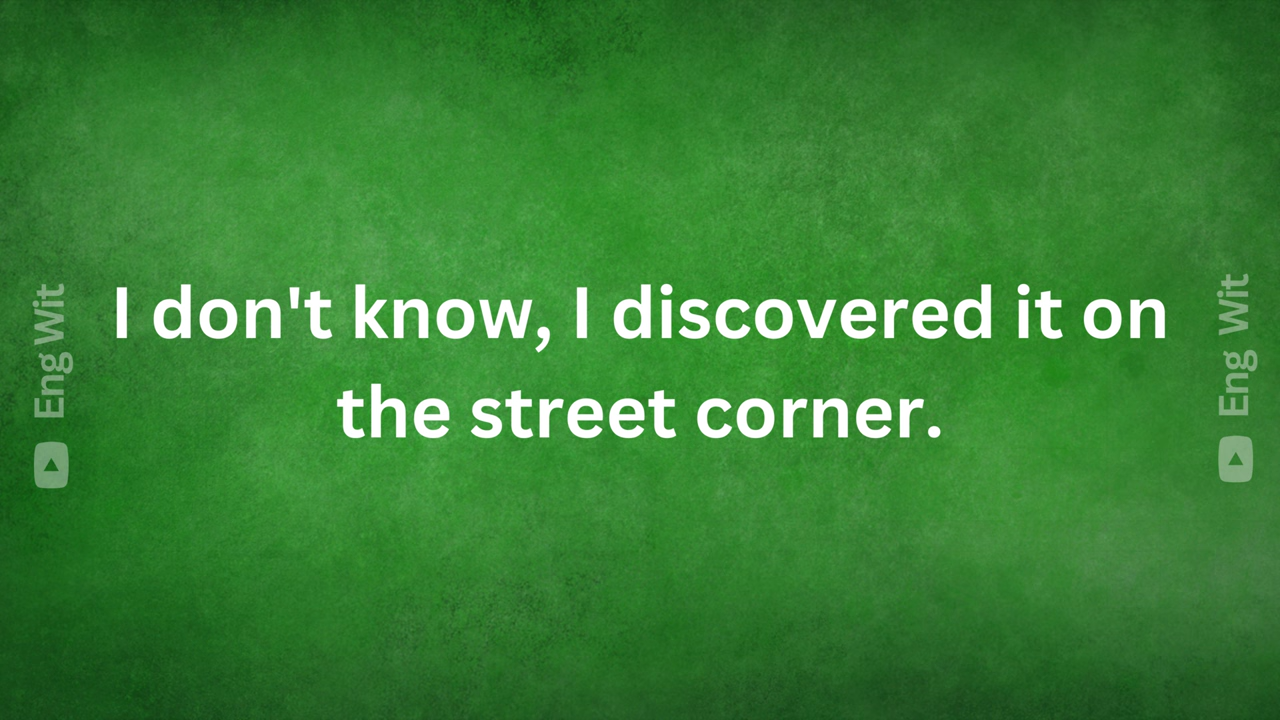 I don't know, I discovered it on
the street corner.
Eng Wit
Eng Wit